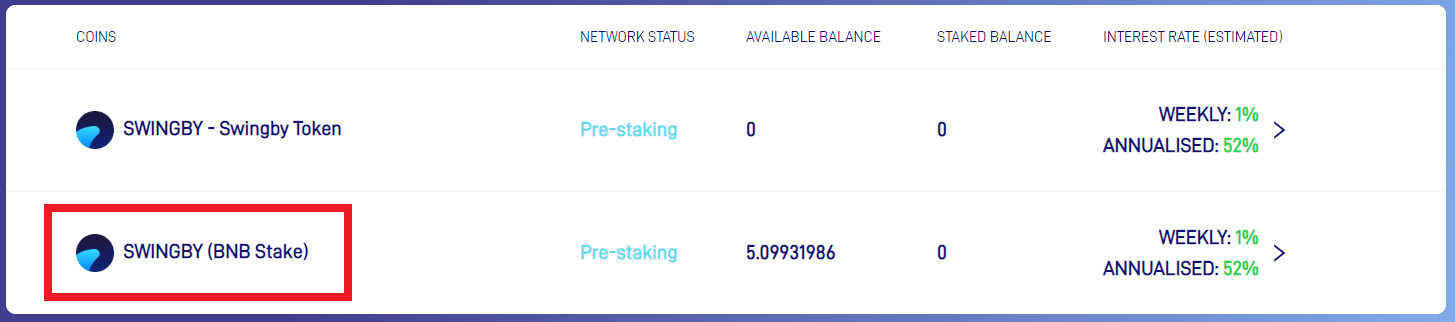 COINS NETWORK STATUS AVAILABLE BALANCE STAKED BALANCE INTEREST RATE (ESTIMATED)
SWINGBY - Swingby Token Pre-staking 0 0 WEEKLY: 1%
ANNUALISED: 52%
SWINGBY (BNB Stake) Pre-staking 5.09931986 0 WEEKLY: 1%
ANNUALISED: 52%